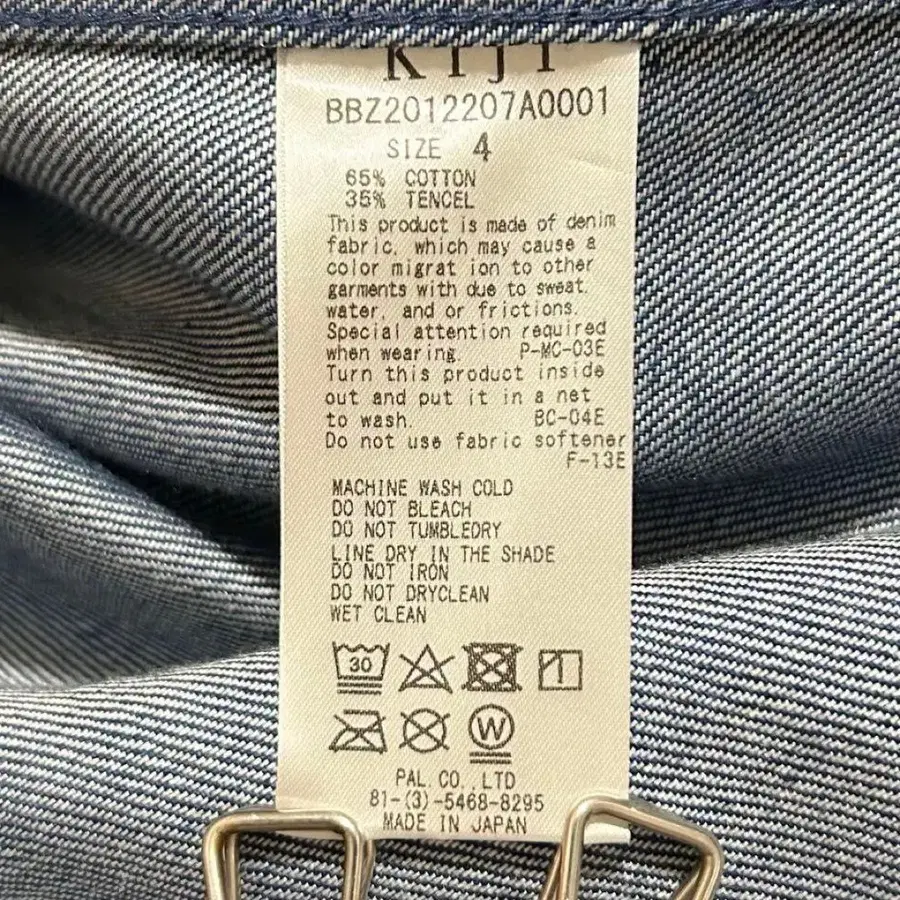 KIJI
BBZ2012207A0001
SIZE 4
65% COTTON
35% TENCEL
This product is made of denim
fabric, which may cause a
color migrat ion to other
garments with due to sweat,
water, and or frictions.
Special attention required
when wearing. P-MC-03E
Turn this product inside
out and put it in a net
to wash. BC-04E
Do not use fabric softener
F-13E
MACHINE WASH COLD
DO NOT BLEACH
DO NOT TUMBLEDRY
LINE DRY IN THE SHADE
DO NOT IRON
DO NOT DRYCLEAN
WET CLEAN
30
W
PAL.CO.,LTD
81-(3)-5468-8295
MADE IN JAPAN